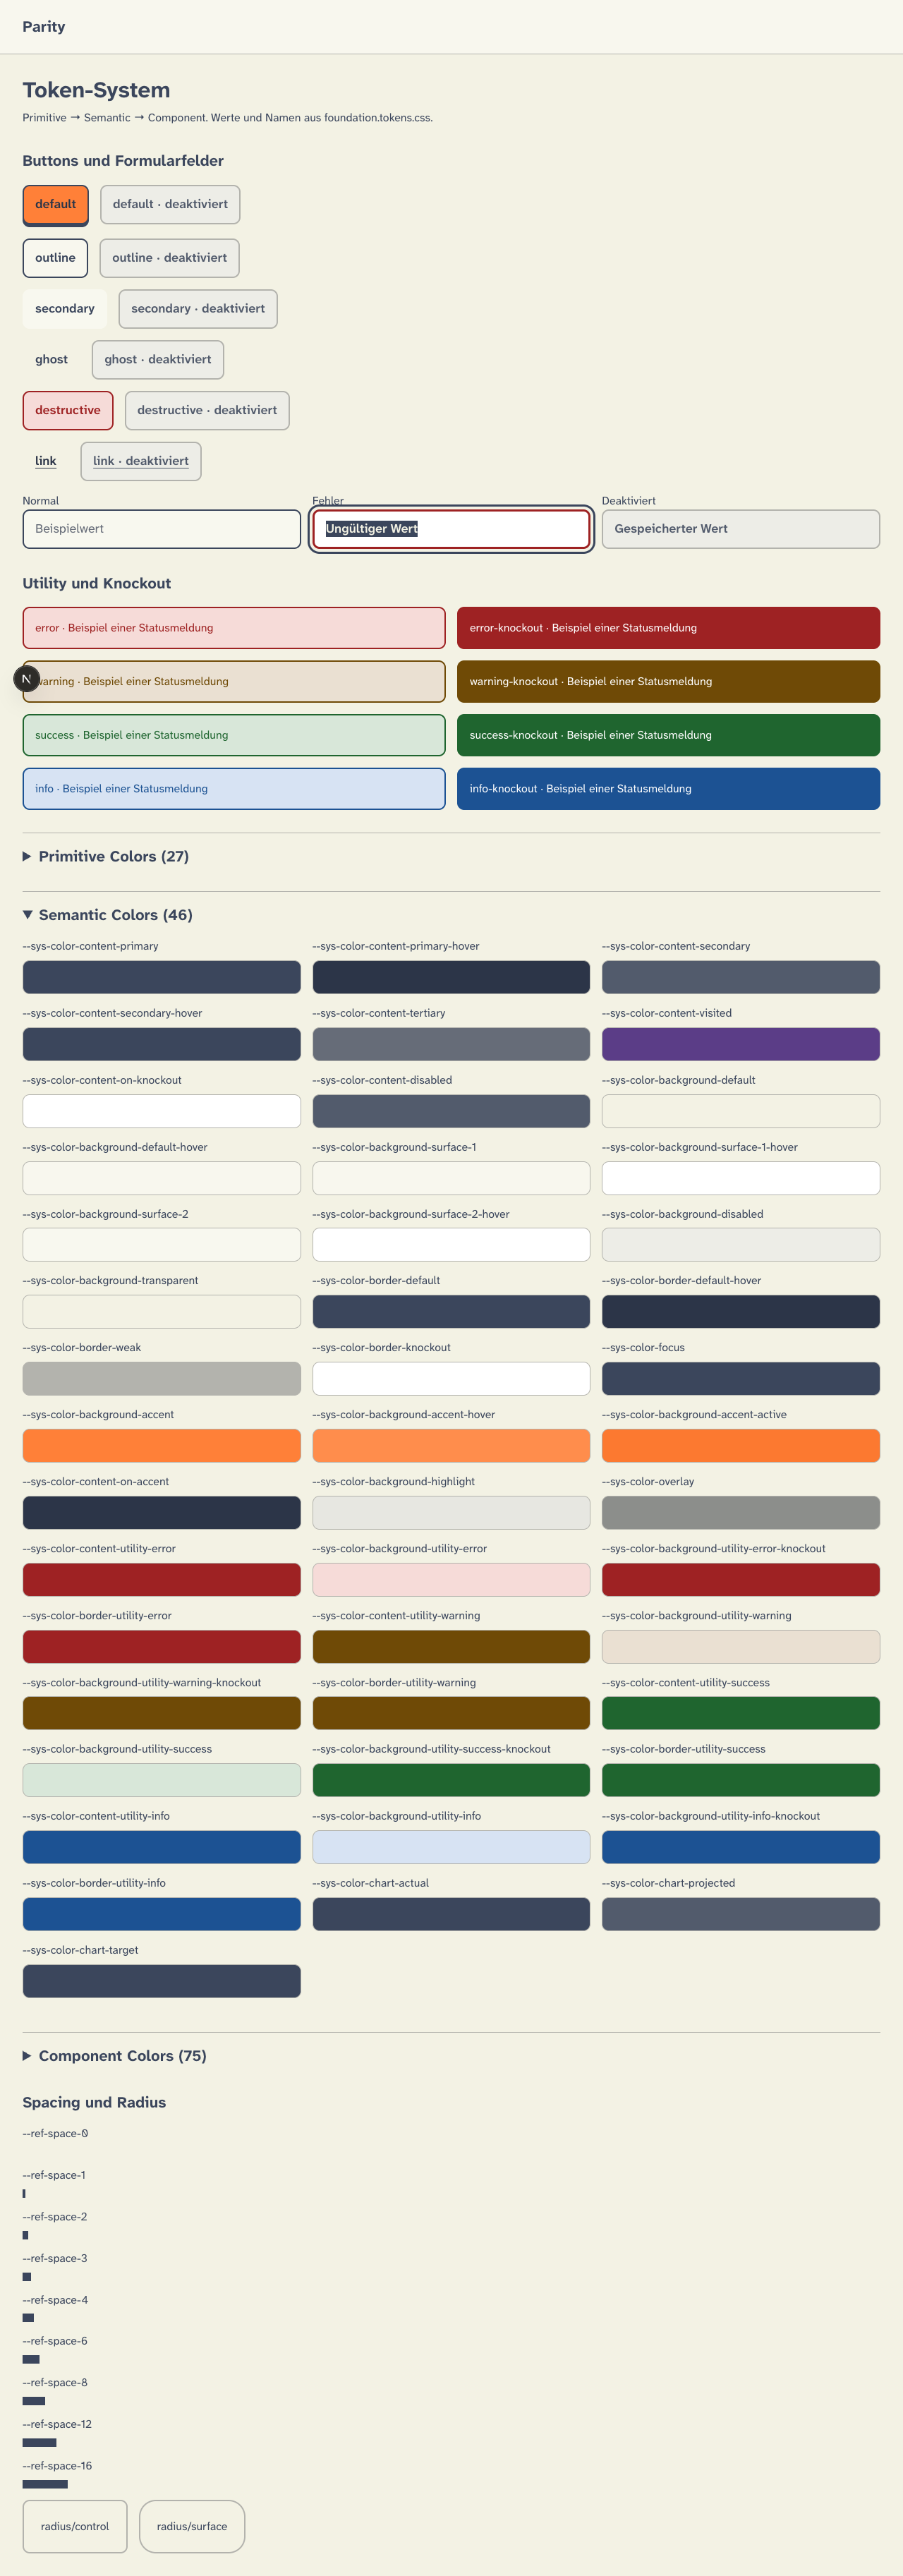 Parity
Token-System
Primitive → Semantic → Component. Werte und Namen aus foundation.tokens.css.
Buttons und Formularfelder
default
default · deaktiviert
outline
outline · deaktiviert
secondary
secondary · deaktiviert
ghost
ghost · deaktiviert
destructive
destructive · deaktiviert
link
link · deaktiviert
Normal
Fehler
Deaktiviert
Beispielwert
Ungültiger Wert
Gespeicherter Wert
Utility und Knockout
error · Beispiel einer Statusmeldung
error-knockout · Beispiel einer Statusmeldung
N
warning · Beispiel einer Statusmeldung
warning-knockout · Beispiel einer Statusmeldung
success · Beispiel einer Statusmeldung
success-knockout · Beispiel einer Statusmeldung
info · Beispiel einer Statusmeldung
info-knockout · Beispiel einer Statusmeldung
Primitive Colors (27)
Semantic Colors (46)
--sys-color-content-primary
--sys-color-content-primary-hover
--sys-color-content-secondary
--sys-color-content-secondary-hover
--sys-color-content-tertiary
--sys-color-content-visited
--sys-color-content-on-knockout
--sys-color-content-disabled
--sys-color-background-default
--sys-color-background-default-hover
--sys-color-background-surface-1
--sys-color-background-surface-1-hover
--sys-color-background-surface-2
--sys-color-background-surface-2-hover
--sys-color-background-disabled
--sys-color-background-transparent
--sys-color-border-default
--sys-color-border-default-hover
--sys-color-border-weak
--sys-color-border-knockout
--sys-color-focus
--sys-color-background-accent
--sys-color-background-accent-hover
--sys-color-background-accent-active
--sys-color-content-on-accent
--sys-color-background-highlight
--sys-color-overlay
--sys-color-content-utility-error
--sys-color-background-utility-error
--sys-color-background-utility-error-knockout
--sys-color-border-utility-error
--sys-color-content-utility-warning
--sys-color-background-utility-warning
--sys-color-background-utility-warning-knockout
--sys-color-border-utility-warning
--sys-color-content-utility-success
--sys-color-background-utility-success
--sys-color-background-utility-success-knockout
--sys-color-border-utility-success
--sys-color-content-utility-info
--sys-color-background-utility-info
--sys-color-background-utility-info-knockout
--sys-color-border-utility-info
--sys-color-chart-actual
--sys-color-chart-projected
--sys-color-chart-target
Component Colors (75)
Spacing und Radius
--ref-space-0
--ref-space-1
--ref-space-2
--ref-space-3
--ref-space-4
--ref-space-6
--ref-space-8
--ref-space-12
--ref-space-16
radius/control
radius/surface